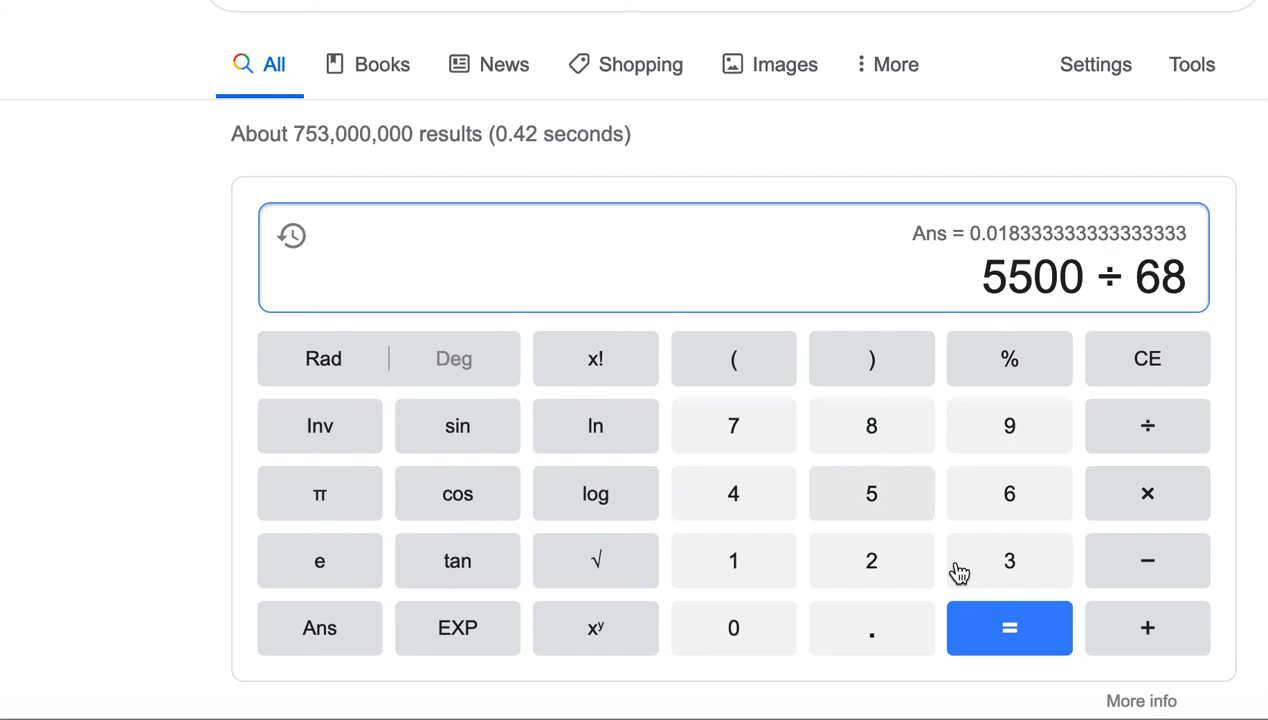 All Books News Shopping Images More Settings Tools
About 753,000,000 results (0.42 seconds)
Ans = 0.018333333333333333
5500 ÷ 68
Rad Deg x! ( ) % CE
Inv sin ln 7 8 9 ÷
π cos log 4 5 6 ×
e tan √ 1 2 3 −
Ans EXP xʸ 0 . = +
More info